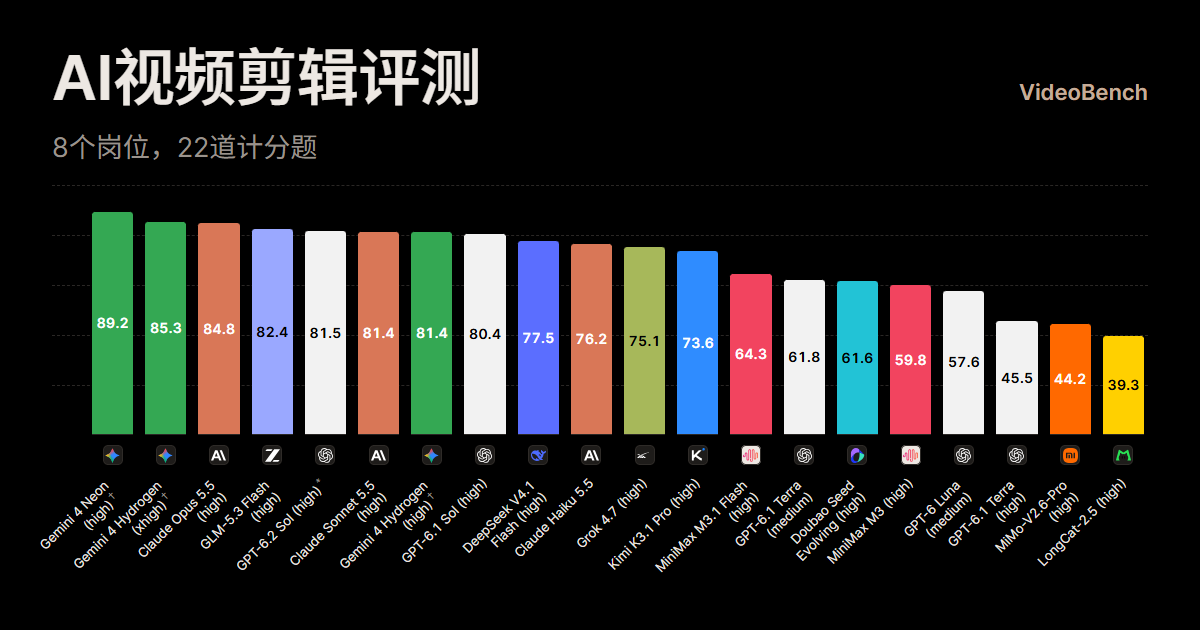 AI视频剪辑评测
VideoBench
8个岗位，22道计分题
89.2
85.3
84.8
82.4
81.5
81.4
81.4
80.4
77.5
76.2
75.1
73.6
64.3
61.8
61.6
59.8
57.6
45.5
44.2
39.3
Gemini 4 Neon
(high) †
Gemini 4 Hydrogen
(xhigh) †
Claude Opus 5.5
(high)
GLM-5.3 Flash
(high)
GPT-6.2 Sol (high) *
Claude Sonnet 5.5
(high)
Gemini 4 Hydrogen
(high) †
GPT-6.1 Sol (high)
DeepSeek V4.1
Flash (high)
Claude Haiku 5.5
Grok 4.7 (high)
Kimi K3.1 Pro (high)
MiniMax M3.1 Flash
(high)
GPT-6.1 Terra
(medium)
Doubao Seed
Evolving (high)
MiniMax M3 (high)
GPT-6 Luna
(medium)
GPT-6.1 Terra
(high)
MiMo-V2.6-Pro
(high)
LongCat-2.5 (high)